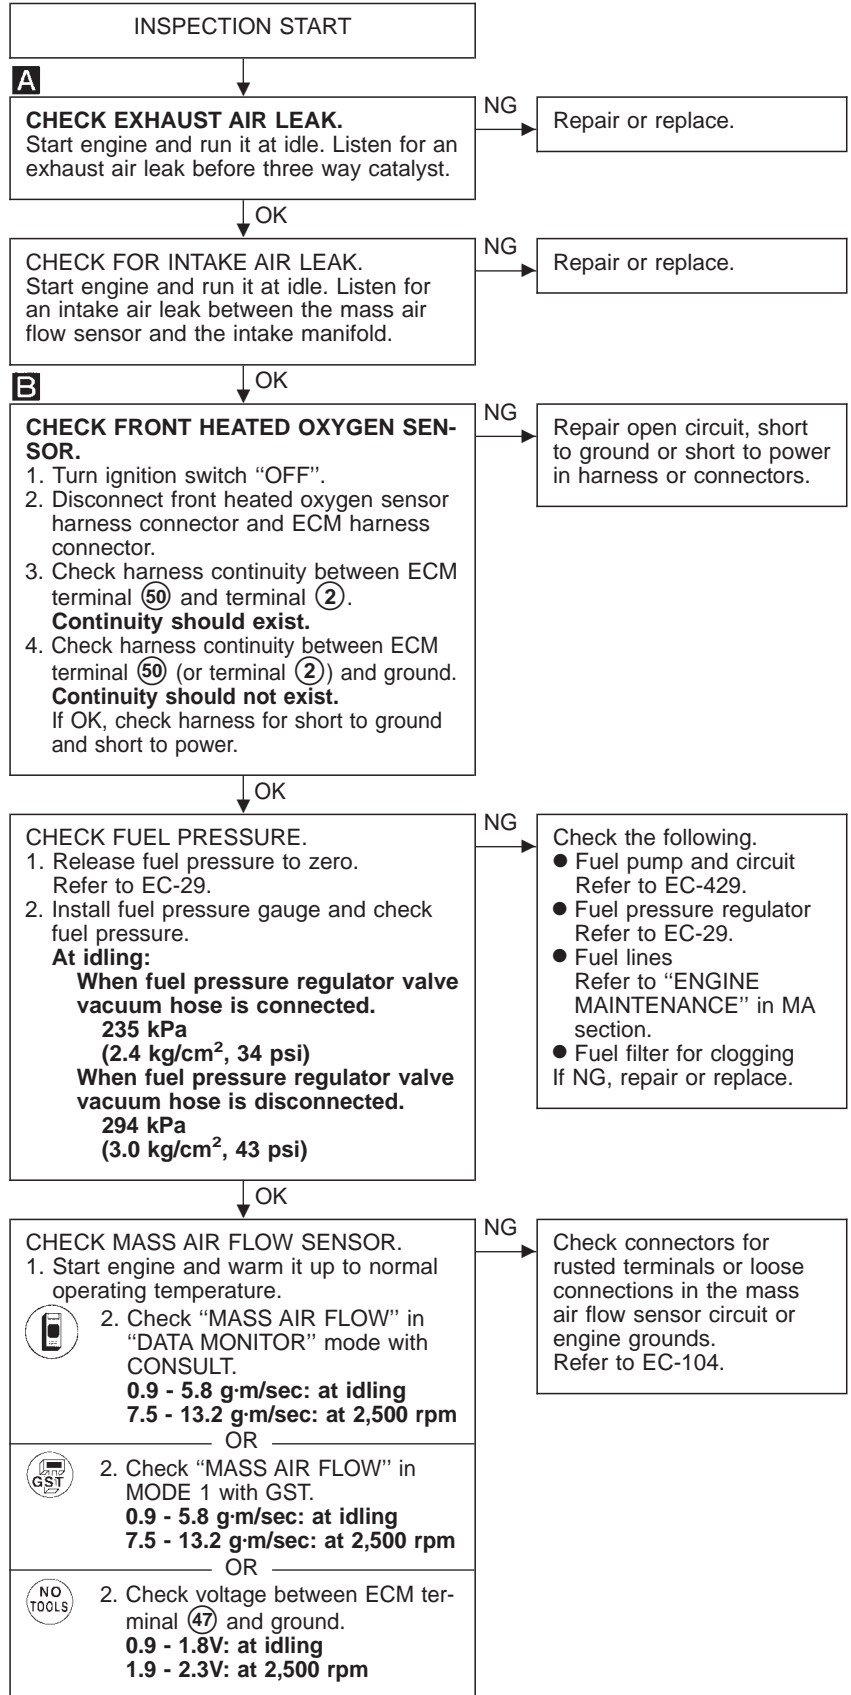 INSPECTION START
A
CHECK EXHAUST AIR LEAK.
Start engine and run it at idle. Listen for an
exhaust air leak before three way catalyst.
NG
Repair or replace.
OK
CHECK FOR INTAKE AIR LEAK.
Start engine and run it at idle. Listen for
an intake air leak between the mass air
flow sensor and the intake manifold.
NG
Repair or replace.
OK
B
CHECK FRONT HEATED OXYGEN SEN-
SOR.
1. Turn ignition switch “OFF”.
2. Disconnect front heated oxygen sensor
harness connector and ECM harness
connector.
3. Check harness continuity between ECM
terminal 50 and terminal 2.
Continuity should exist.
4. Check harness continuity between ECM
terminal 50 (or terminal 2) and ground.
Continuity should not exist.
If OK, check harness for short to ground
and short to power.
NG
Repair open circuit, short
to ground or short to power
in harness or connectors.
OK
CHECK FUEL PRESSURE.
1. Release fuel pressure to zero.
Refer to EC-29.
2. Install fuel pressure gauge and check
fuel pressure.
At idling:
When fuel pressure regulator valve
vacuum hose is connected.
235 kPa
(2.4 kg/cm², 34 psi)
When fuel pressure regulator valve
vacuum hose is disconnected.
294 kPa
(3.0 kg/cm², 43 psi)
NG
Check the following.
● Fuel pump and circuit
Refer to EC-429.
● Fuel pressure regulator
Refer to EC-29.
● Fuel lines
Refer to “ENGINE
MAINTENANCE” in MA
section.
● Fuel filter for clogging
If NG, repair or replace.
OK
CHECK MASS AIR FLOW SENSOR.
1. Start engine and warm it up to normal
operating temperature.
2. Check “MASS AIR FLOW” in
“DATA MONITOR” mode with
CONSULT.
0.9 - 5.8 g·m/sec: at idling
7.5 - 13.2 g·m/sec: at 2,500 rpm
OR
GST
2. Check “MASS AIR FLOW” in
MODE 1 with GST.
0.9 - 5.8 g·m/sec: at idling
7.5 - 13.2 g·m/sec: at 2,500 rpm
OR
NO
TOOLS
2. Check voltage between ECM ter-
minal 47 and ground.
0.9 - 1.8V: at idling
1.9 - 2.3V: at 2,500 rpm
NG
Check connectors for
rusted terminals or loose
connections in the mass
air flow sensor circuit or
engine grounds.
Refer to EC-104.